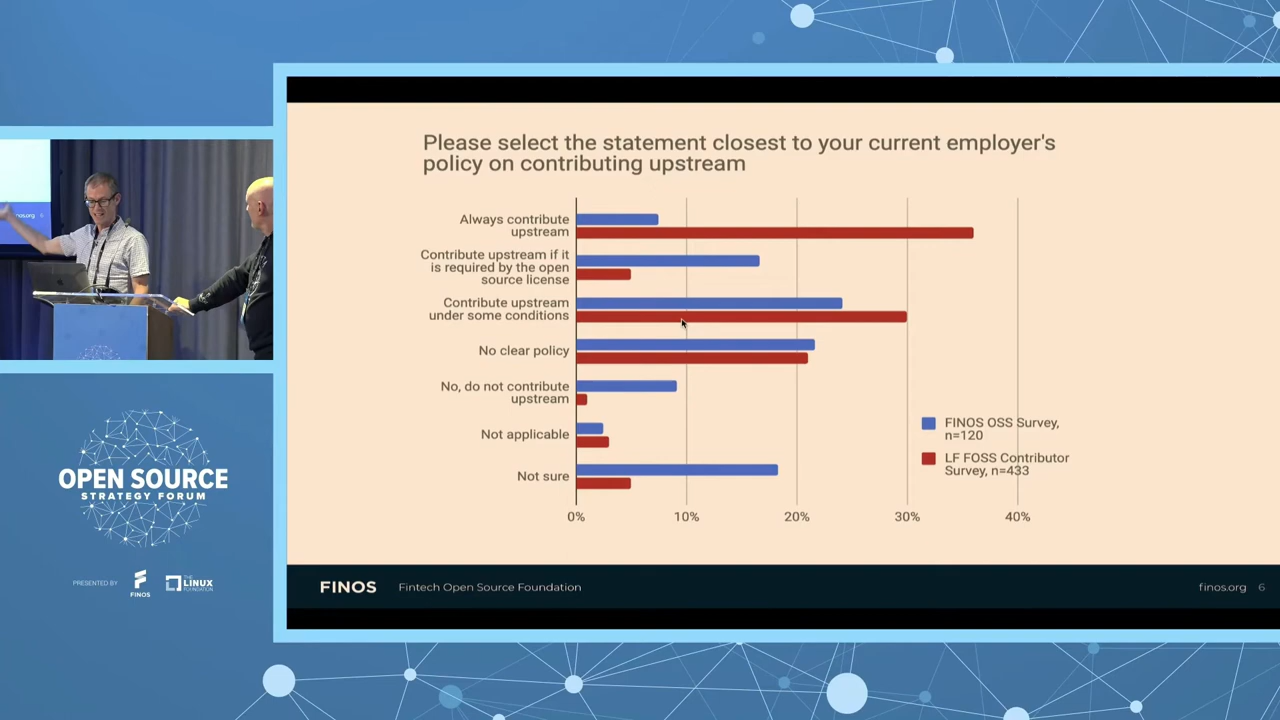 Please select the statement closest to your current employer's
policy on contributing upstream
Always contribute
upstream
Contribute upstream if it
is required by the open
source license
Contribute upstream
under some conditions
No clear policy
No, do not contribute
upstream
Not applicable
Not sure
0%
10%
20%
30%
40%
FINOS OSS Survey,
n=120
LF FOSS Contributor
Survey, n=433
FINOS
Fintech Open Source Foundation
finos.org 6
nos.org 6
OPEN SOURCE
STRATEGY FORUM
PRESENTED BY
FINOS
THE
LINUX
FOUNDATION